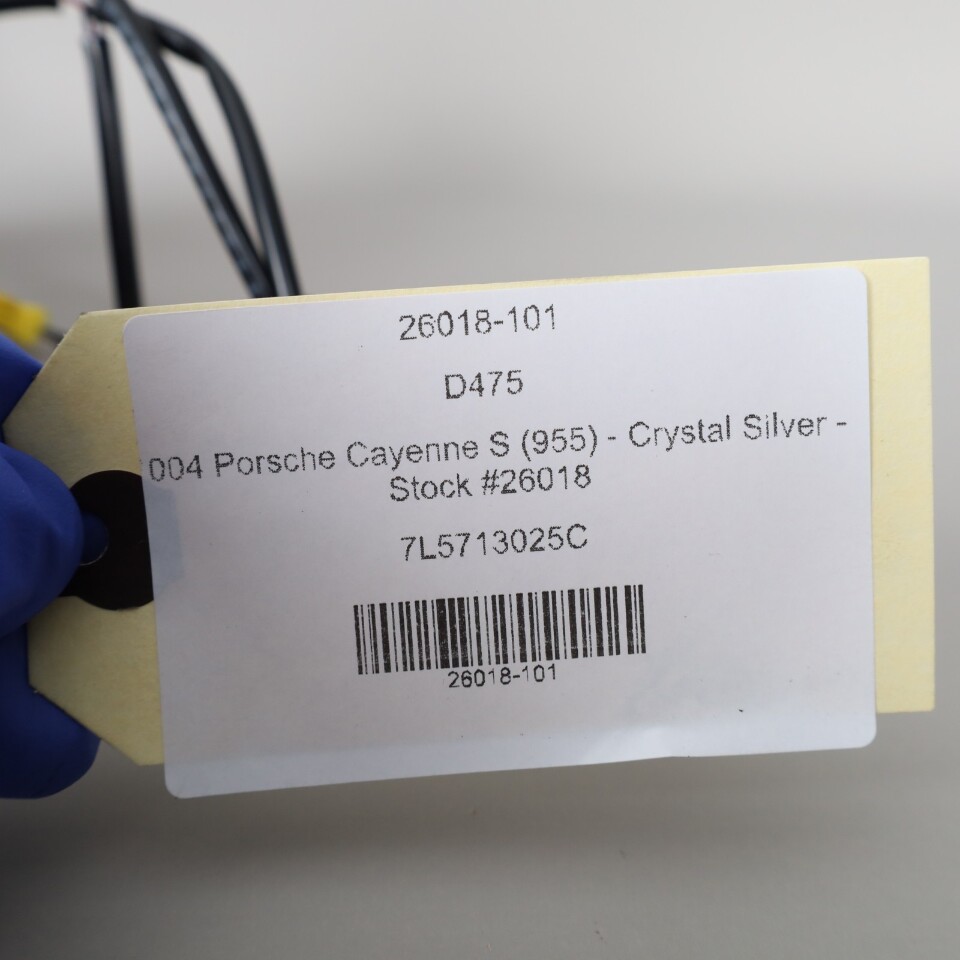 26018-101
D475
004 Porsche Cayenne S (955) - Crystal Silver -
Stock #26018
7L5713025C
26018-101